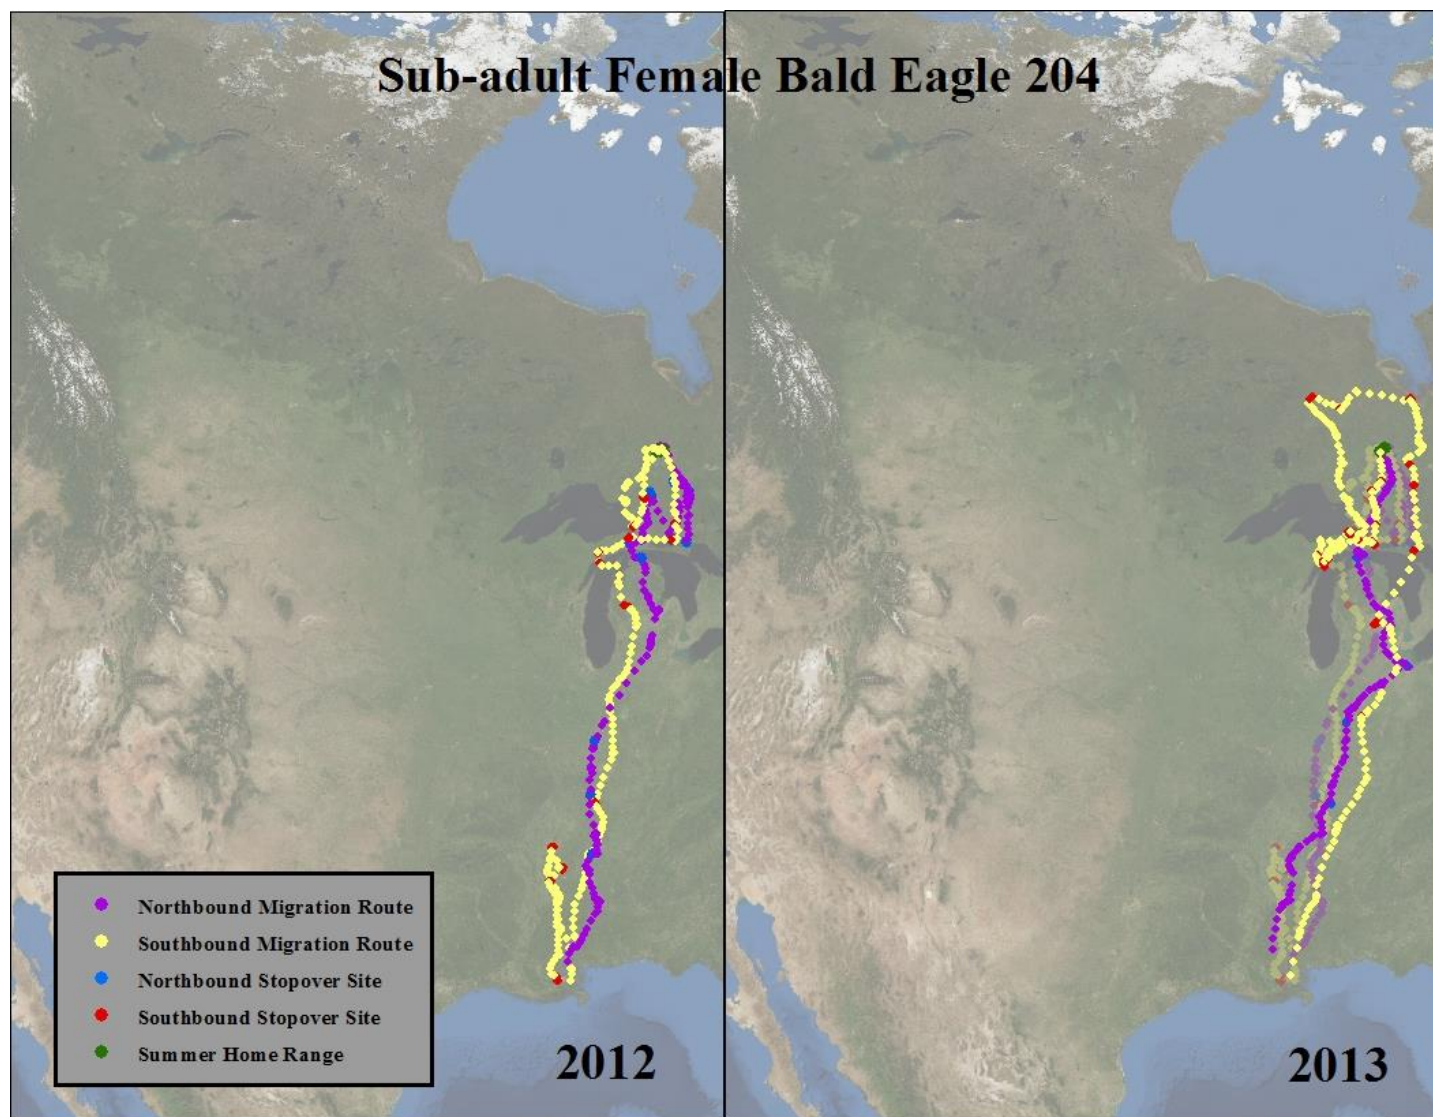 Sub-adult Female Bald Eagle 204
Northbound Migration Route
Southbound Migration Route
Northbound Stopover Site
Southbound Stopover Site
Summer Home Range
2012
2013